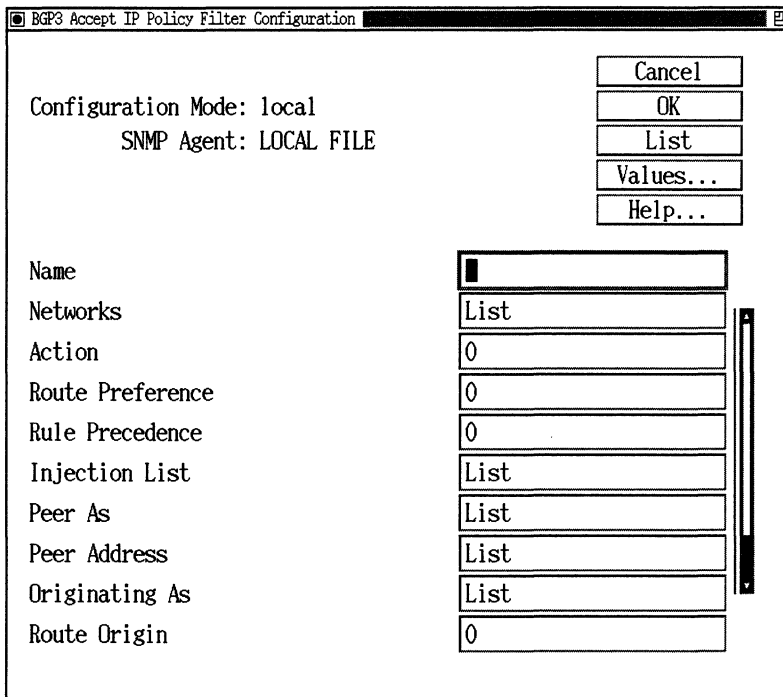 BGP3 Accept IP Policy Filter Configuration
Cancel
Configuration Mode: local
OK
SNMP Agent: LOCAL FILE
List
Values...
Help...
Name
Networks List
Action 0
Route Preference 0
Rule Precedence 0
Injection List List
Peer As List
Peer Address List
Originating As List
Route Origin 0